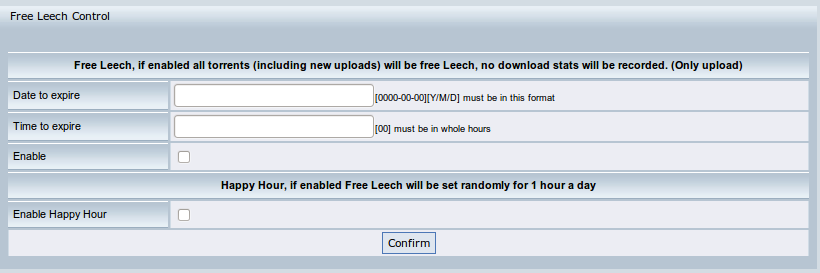 Free Leech Control
Free Leech, if enabled all torrents (including new uploads) will be free Leech, no download stats will be recorded. (Only upload)
Date to expire [0000-00-00][Y/M/D] must be in this format
Time to expire [00] must be in whole hours
Enable
Happy Hour, if enabled Free Leech will be set randomly for 1 hour a day
Enable Happy Hour
Confirm